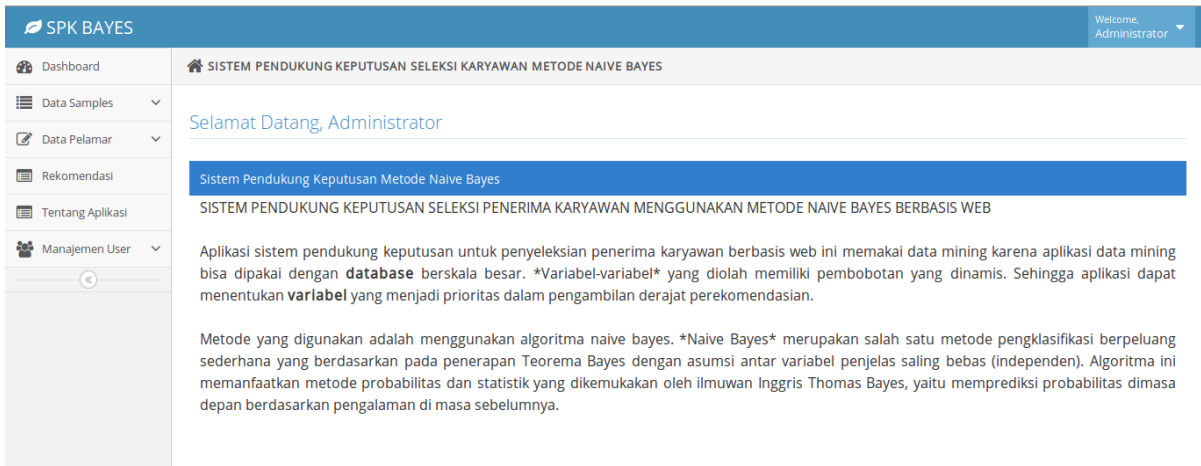 SPK BAYES
Welcome,
Administrator
Dashboard
Data Samples
Data Pelamar
Rekomendasi
Tentang Aplikasi
Manajemen User
SISTEM PENDUKUNG KEPUTUSAN SELEKSI KARYAWAN METODE NAIVE BAYES
Selamat Datang, Administrator
Sistem Pendukung Keputusan Metode Naive Bayes
SISTEM PENDUKUNG KEPUTUSAN SELEKSI PENERIMA KARYAWAN MENGGUNAKAN METODE NAIVE BAYES BERBASIS WEB
Aplikasi sistem pendukung keputusan untuk penyeleksian penerima karyawan berbasis web ini memakai data mining karena aplikasi data mining
bisa dipakai dengan database berskala besar. *Variabel-variabel* yang diolah memiliki pembobotan yang dinamis. Sehingga aplikasi dapat
menentukan variabel yang menjadi prioritas dalam pengambilan derajat perekomendasian.
Metode yang digunakan adalah menggunakan algoritma naive bayes. *Naive Bayes* merupakan salah satu metode pengklasifikasi berpeluang
sederhana yang berdasarkan pada penerapan Teorema Bayes dengan asumsi antar variabel penjelas saling bebas (independen). Algoritma ini
memanfaatkan metode probabilitas dan statistik yang dikemukakan oleh ilmuwan Inggris Thomas Bayes, yaitu memprediksi probabilitas dimasa
depan berdasarkan pengalaman di masa sebelumnya.